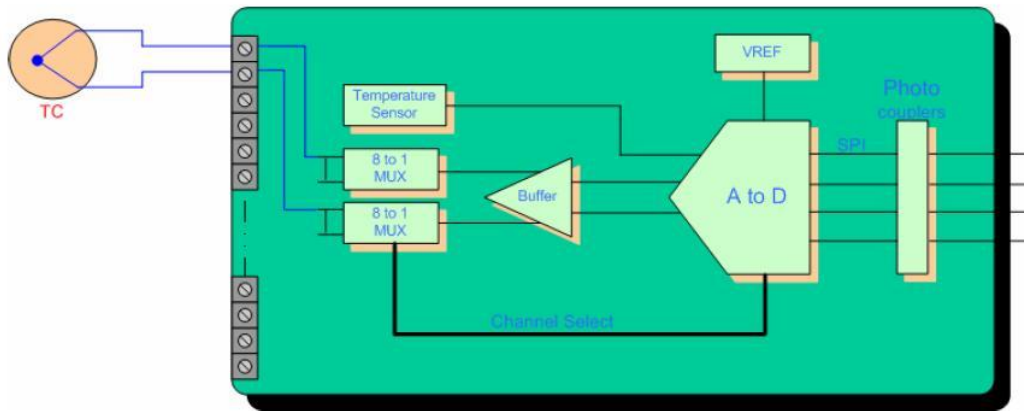 VREF
Photo
couplers
TC
Temperature
Sensor
SPI
8 to 1
MUX
Buffer
A to D
8 to 1
MUX
Channel Select